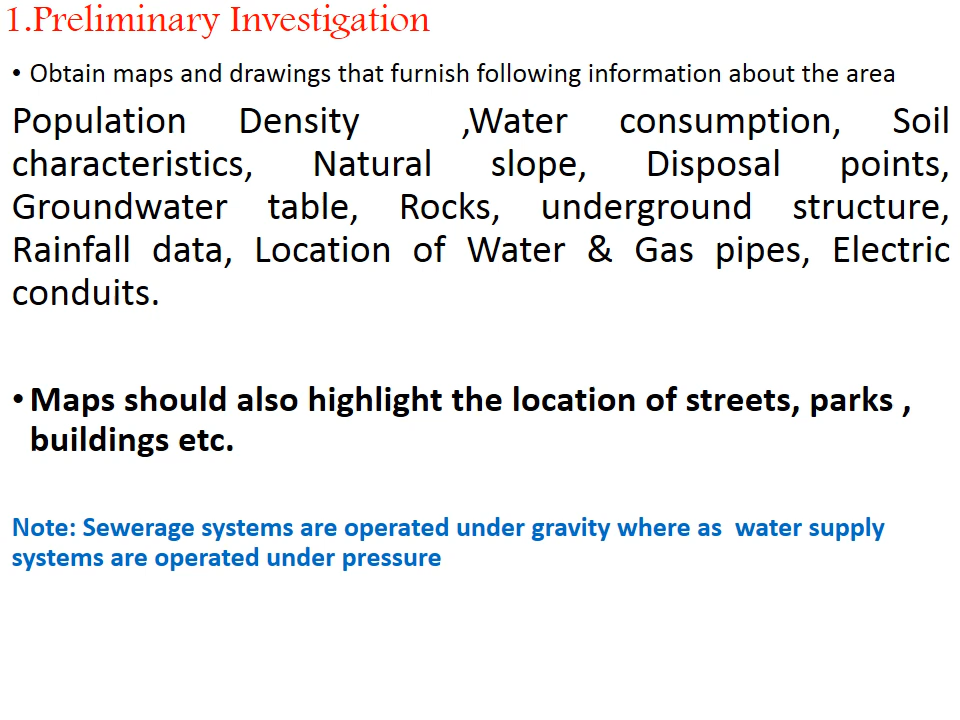 1.Preliminary Investigation
• Obtain maps and drawings that furnish following information about the area
Population Density ,Water consumption, Soil
characteristics, Natural slope, Disposal points,
Groundwater table, Rocks, underground structure,
Rainfall data, Location of Water & Gas pipes, Electric
conduits.
• Maps should also highlight the location of streets, parks ,
buildings etc.
Note: Sewerage systems are operated under gravity where as water supply
systems are operated under pressure